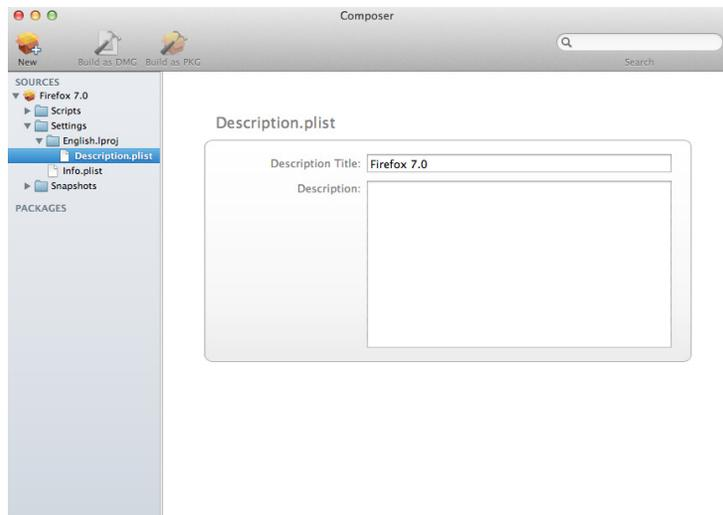 Composer
New
Build as DMG
Build as PKG
Search
SOURCES
Firefox 7.0
Scripts
Settings
English.lproj
Description.plist
Info.plist
Snapshots
PACKAGES
Description.plist
Description Title: Firefox 7.0
Description: